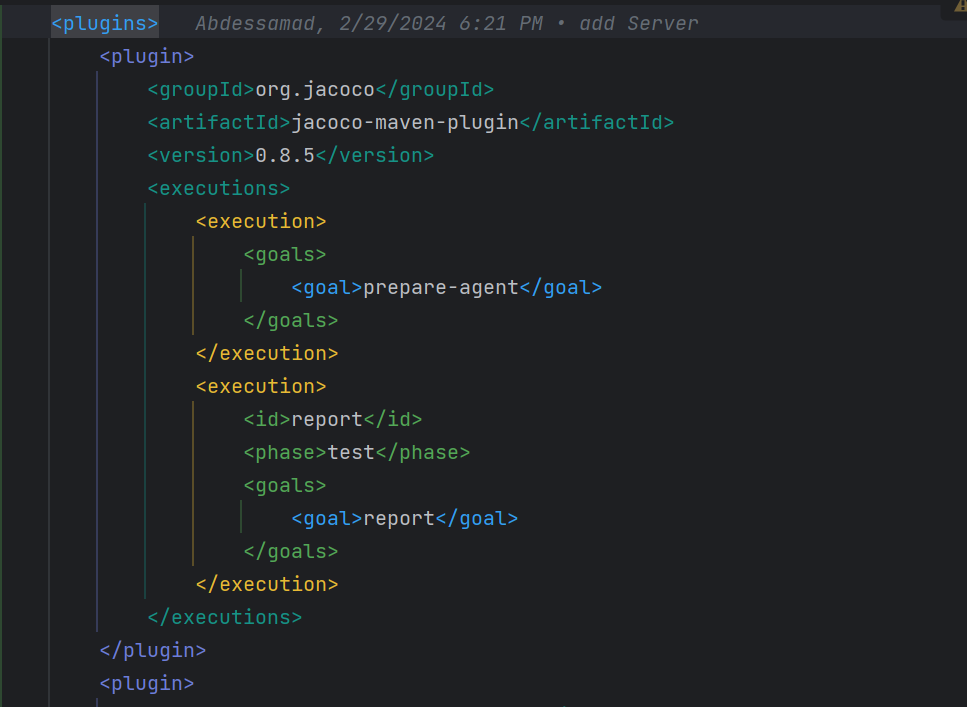 <plugins> Abdessamad, 2/29/2024 6:21 PM • add Server
<plugin>
<groupId>org.jacoco</groupId>
<artifactId>jacoco-maven-plugin</artifactId>
<version>0.8.5</version>
<executions>
<execution>
<goals>
<goal>prepare-agent</goal>
</goals>
</execution>
<execution>
<id>report</id>
<phase>test</phase>
<goals>
<goal>report</goal>
</goals>
</execution>
</executions>
</plugin>
<plugin>